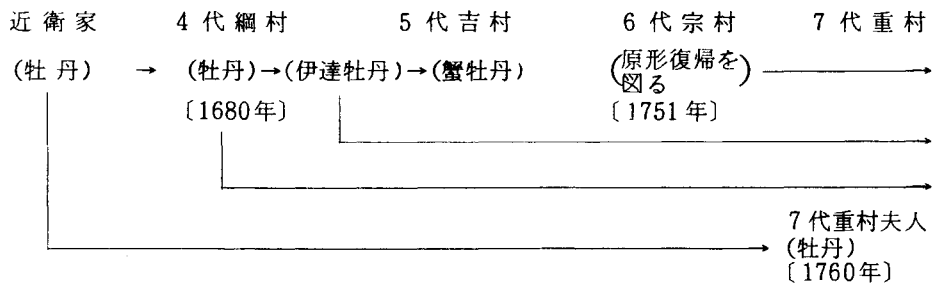 近衛家 4代綱村 5代吉村 6代宗村 7代重村
(牡丹) → (牡丹)→(伊達牡丹)→(蟹牡丹) (原形復帰を図る)
〔1680年〕 〔1751年〕
7代重村夫人
(牡丹)
〔1760年〕